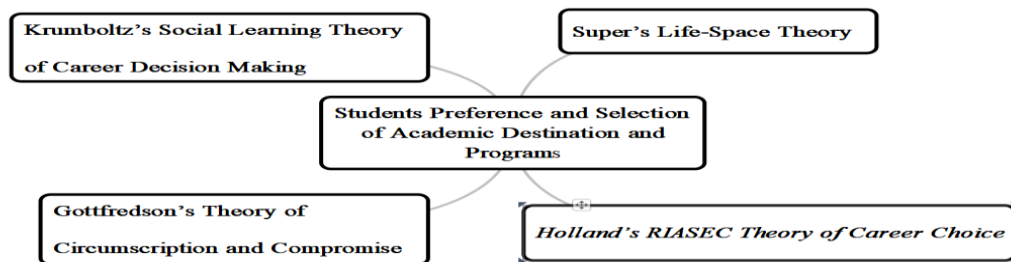 Krumboltz's Social Learning Theory
of Career Decision Making
Super's Life-Space Theory
Students Preference and Selection
of Academic Destination and
Programs
Gottfredson's Theory of
Circumscription and Compromise
Holland's RIASEC Theory of Career Choice